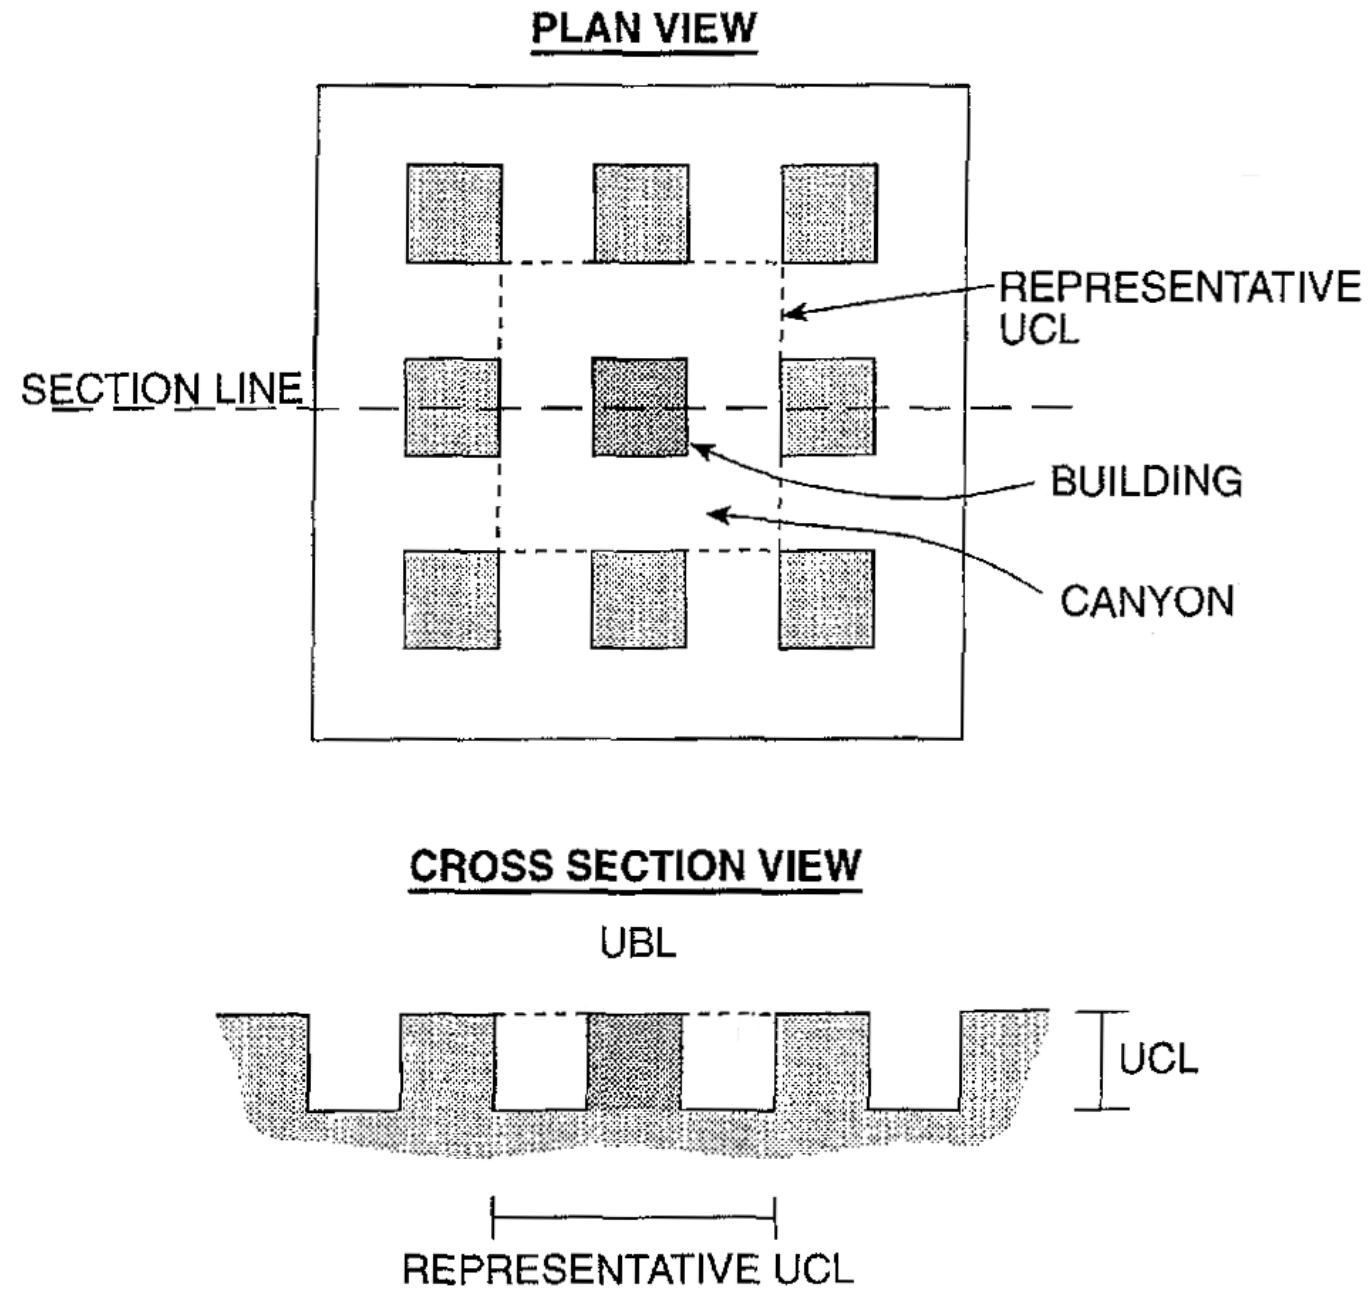 PLAN VIEW
REPRESENTATIVE
UCL
SECTION LINE
BUILDING
CANYON
CROSS SECTION VIEW
UBL
UCL
REPRESENTATIVE UCL